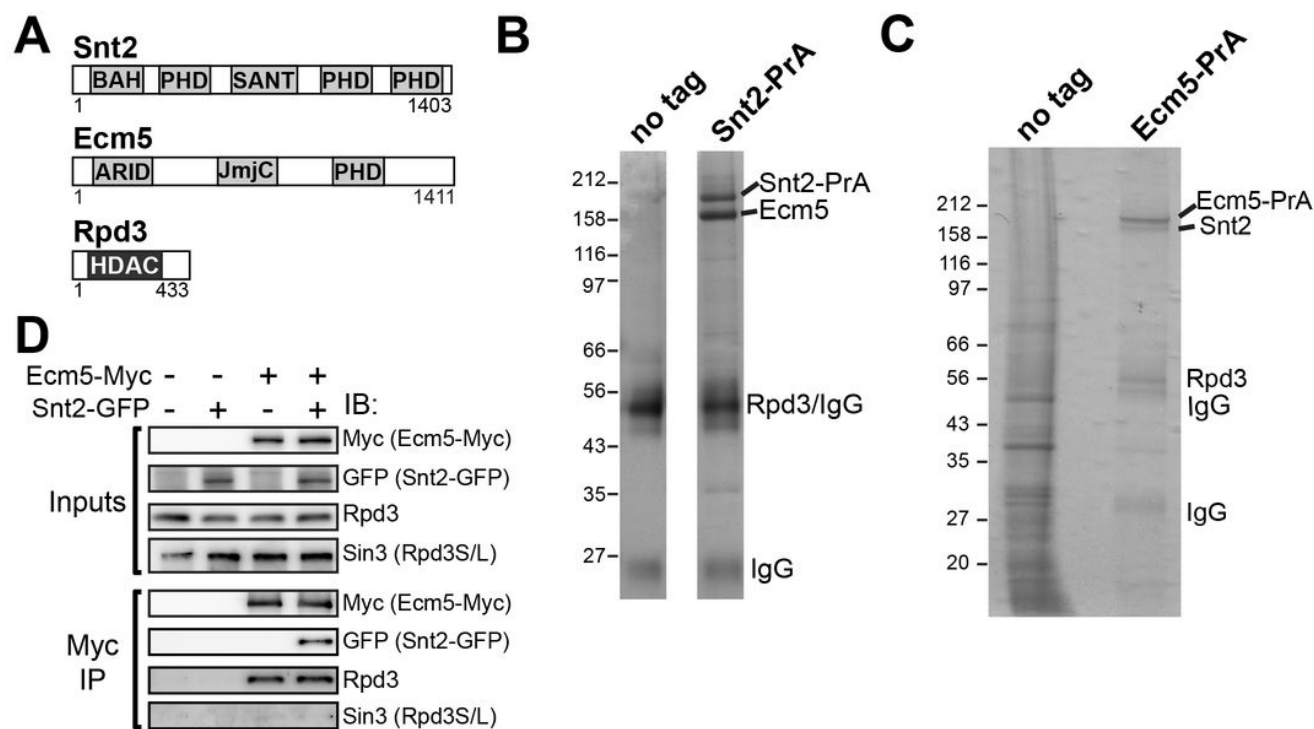 A
Snt2
BAH PHD SANT PHD PHD
1 1403
Ecm5
ARID JmjC PHD
1 1411
Rpd3
HDAC
1 433
B
no tag Snt2-PrA
212
158
116
97
66
56
43
35
27
Snt2-PrA
Ecm5
Rpd3/IgG
IgG
C
no tag Ecm5-PrA
212
158
116
97
66
56
43
35
27
20
Ecm5-PrA
Snt2
Rpd3
IgG
IgG
D
Ecm5-Myc - - + +
Snt2-GFP - + - + IB:
Inputs
Myc (Ecm5-Myc)
GFP (Snt2-GFP)
Rpd3
Sin3 (Rpd3S/L)
Myc
IP
Myc (Ecm5-Myc)
GFP (Snt2-GFP)
Rpd3
Sin3 (Rpd3S/L)